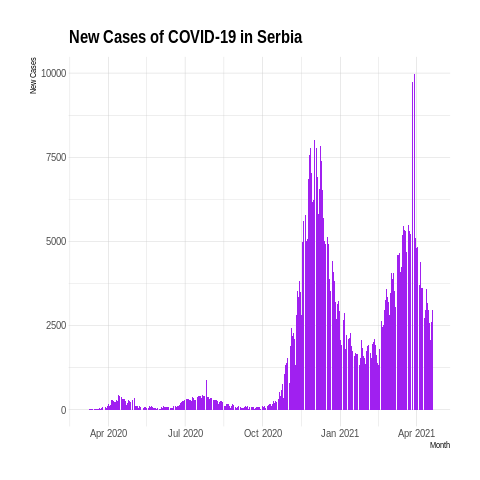 New Cases of COVID-19 in Serbia
New Cases
10000
7500
5000
2500
0
Apr 2020
Jul 2020
Oct 2020
Jan 2021
Apr 2021
Month